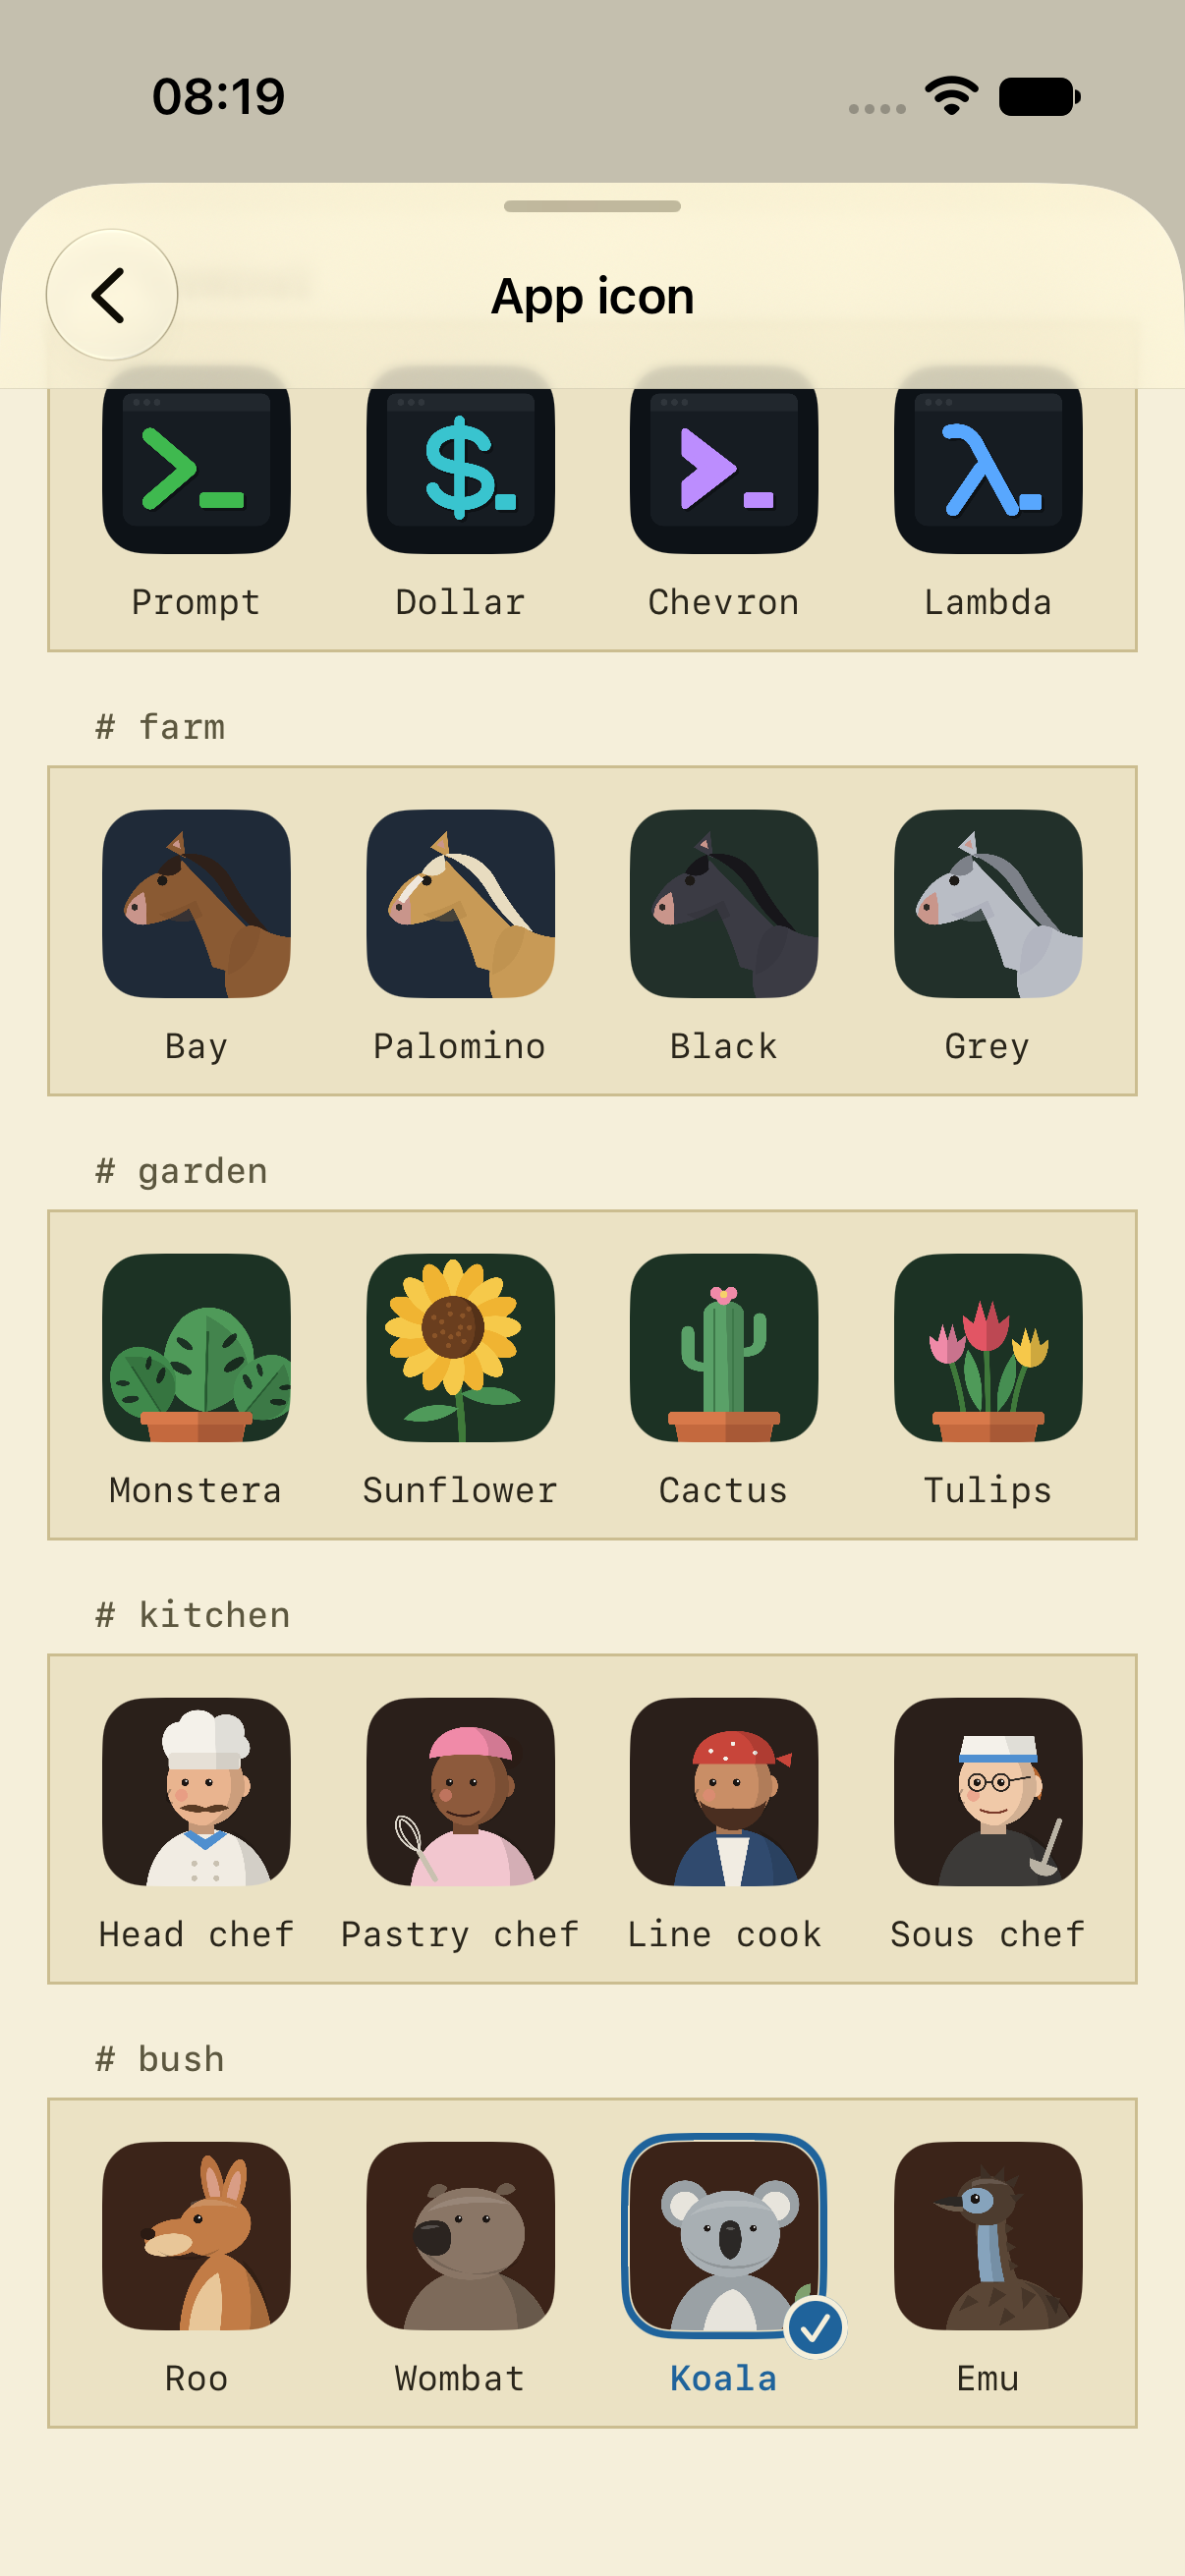 08:19
App icon
Prompt Dollar Chevron Lambda
# farm
Bay Palomino Black Grey
# garden
Monstera Sunflower Cactus Tulips
# kitchen
Head chef Pastry chef Line cook Sous chef
# bush
Roo Wombat Koala Emu